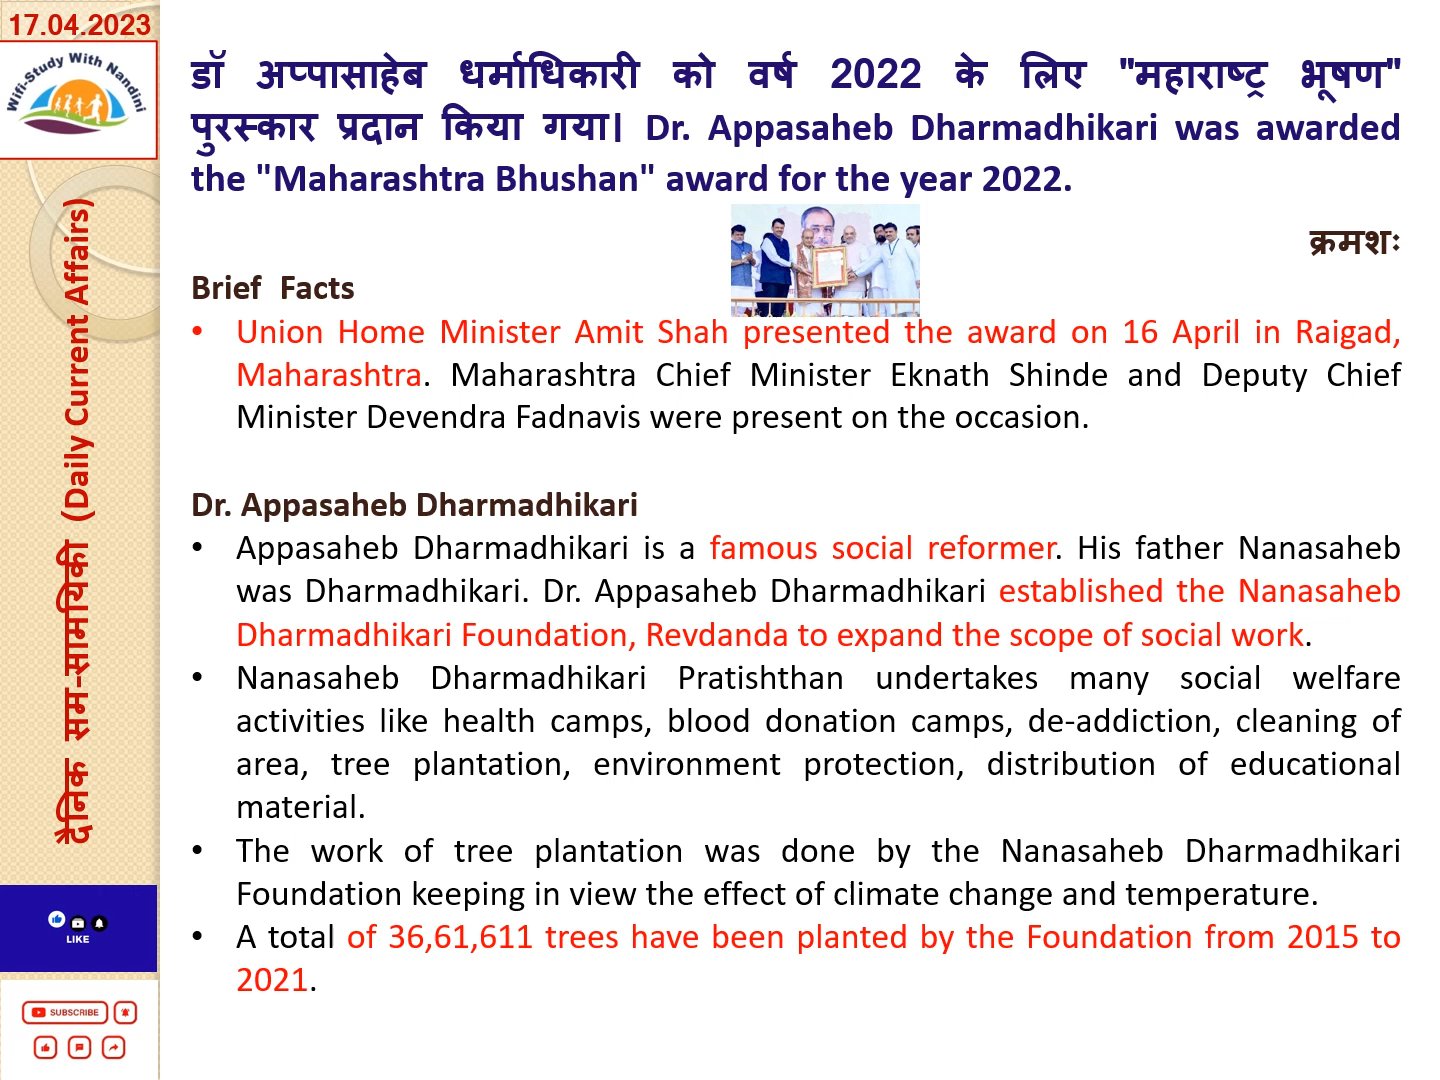 17.04.2023
Wifi-Study With Nandini
दैनिक सम-सामयिकी (Daily Current Affairs)
LIKE
SUBSCRIBE
डॉ अप्पासाहेब धर्माधिकारी को वर्ष 2022 के लिए "महाराष्ट्र भूषण"
पुरस्कार प्रदान किया गया। Dr. Appasaheb Dharmadhikari was awarded
the "Maharashtra Bhushan" award for the year 2022.
क्रमशः
Brief Facts
• Union Home Minister Amit Shah presented the award on 16 April in Raigad,
Maharashtra. Maharashtra Chief Minister Eknath Shinde and Deputy Chief
Minister Devendra Fadnavis were present on the occasion.
Dr. Appasaheb Dharmadhikari
• Appasaheb Dharmadhikari is a famous social reformer. His father Nanasaheb
was Dharmadhikari. Dr. Appasaheb Dharmadhikari established the Nanasaheb
Dharmadhikari Foundation, Revdanda to expand the scope of social work.
• Nanasaheb Dharmadhikari Pratishthan undertakes many social welfare
activities like health camps, blood donation camps, de-addiction, cleaning of
area, tree plantation, environment protection, distribution of educational
material.
• The work of tree plantation was done by the Nanasaheb Dharmadhikari
Foundation keeping in view the effect of climate change and temperature.
• A total of 36,61,611 trees have been planted by the Foundation from 2015 to
2021.